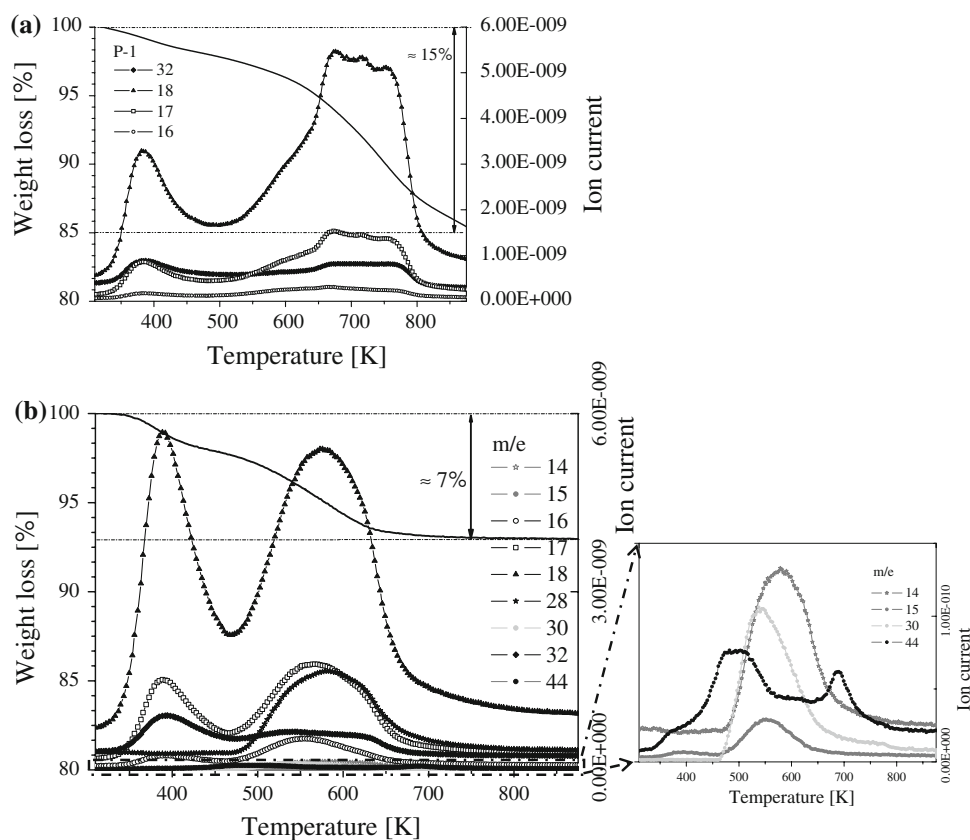 (a)
100
95
90
85
80
Weight loss [%]
P-1
32
18
17
16
≈ 15%
6.00E-009
5.00E-009
4.00E-009
3.00E-009
2.00E-009
1.00E-009
0.00E+000
Ion current
400
500
600
700
800
Temperature [K]
(b)
100
95
90
85
80
Weight loss [%]
≈ 7%
m/e
14
15
16
17
18
28
30
32
44
6.00E-009
3.00E-009
0.00E+000
Ion current
400
500
600
700
800
Temperature [K]
m/e
14
15
30
44
1.00E-010
0.00E+000
Ion current
400
500
600
700
800
Temperature [K]